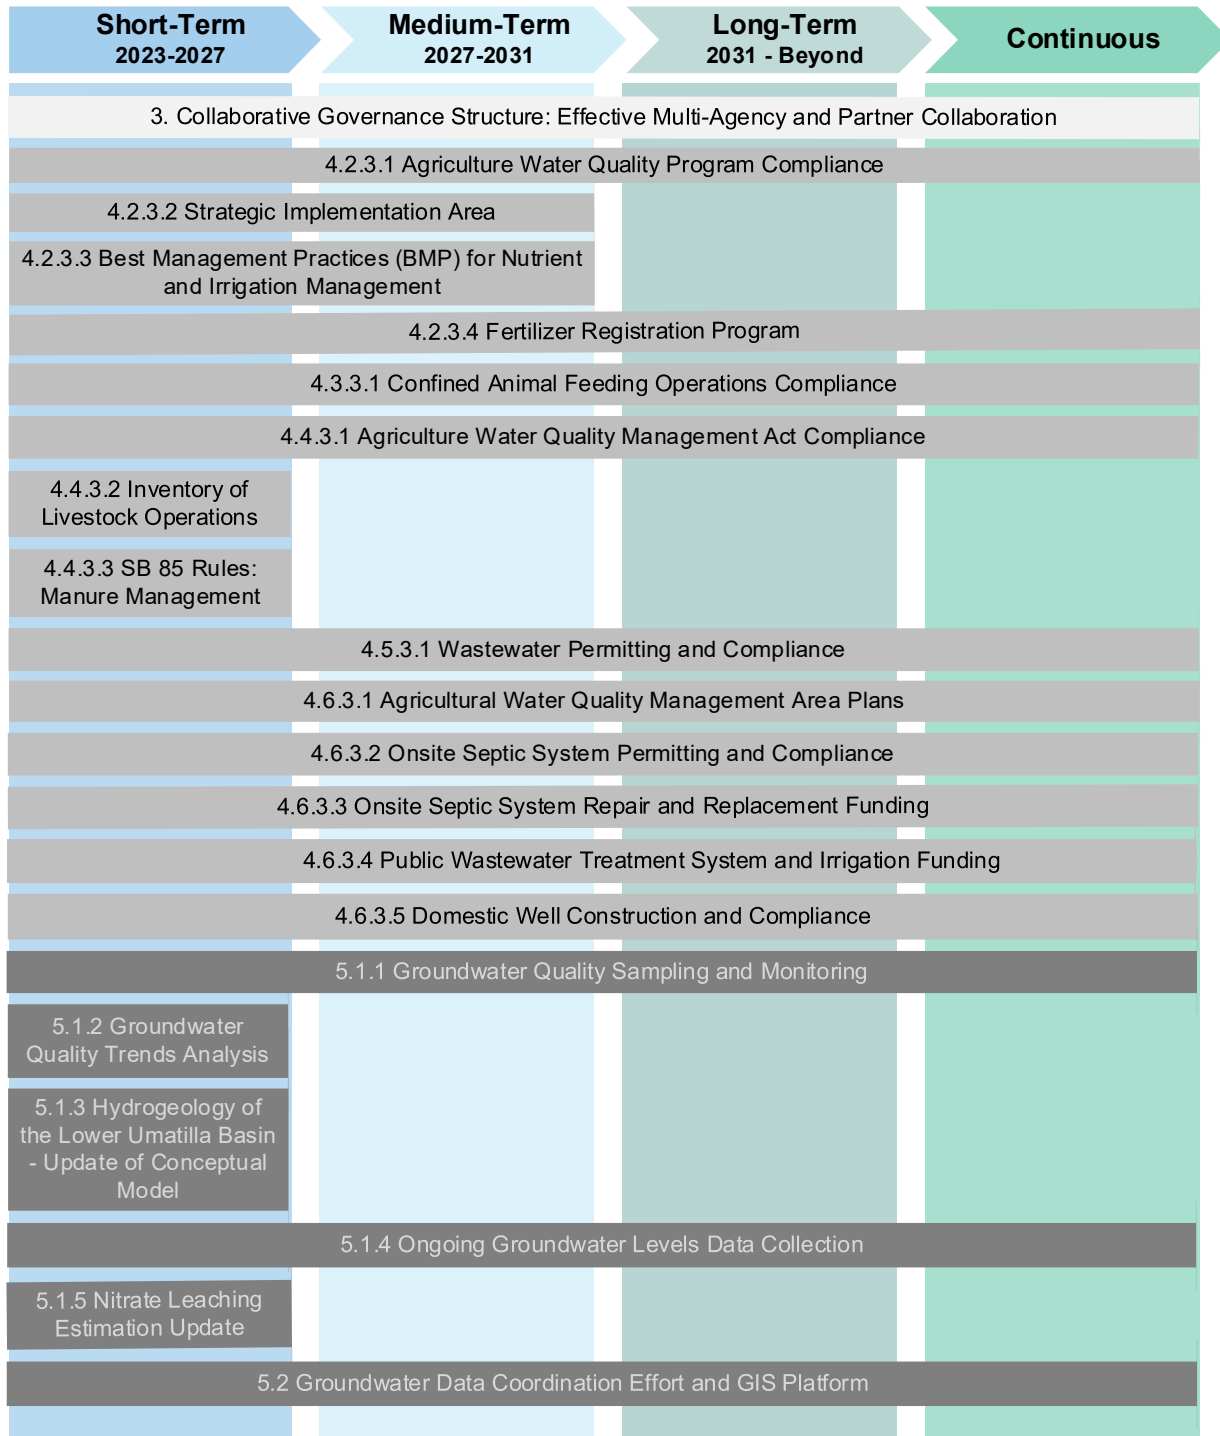 Short-Term
2023-2027
Medium-Term
2027-2031
Long-Term
2031 - Beyond
Continuous
3. Collaborative Governance Structure: Effective Multi-Agency and Partner Collaboration
4.2.3.1 Agriculture Water Quality Program Compliance
4.2.3.2 Strategic Implementation Area
4.2.3.3 Best Management Practices (BMP) for Nutrient
and Irrigation Management
4.2.3.4 Fertilizer Registration Program
4.3.3.1 Confined Animal Feeding Operations Compliance
4.4.3.1 Agriculture Water Quality Management Act Compliance
4.4.3.2 Inventory of
Livestock Operations
4.4.3.3 SB 85 Rules:
Manure Management
4.5.3.1 Wastewater Permitting and Compliance
4.6.3.1 Agricultural Water Quality Management Area Plans
4.6.3.2 Onsite Septic System Permitting and Compliance
4.6.3.3 Onsite Septic System Repair and Replacement Funding
4.6.3.4 Public Wastewater Treatment System and Irrigation Funding
4.6.3.5 Domestic Well Construction and Compliance
5.1.1 Groundwater Quality Sampling and Monitoring
5.1.2 Groundwater
Quality Trends Analysis
5.1.3 Hydrogeology of
the Lower Umatilla Basin
- Update of Conceptual
Model
5.1.4 Ongoing Groundwater Levels Data Collection
5.1.5 Nitrate Leaching
Estimation Update
5.2 Groundwater Data Coordination Effort and GIS Platform